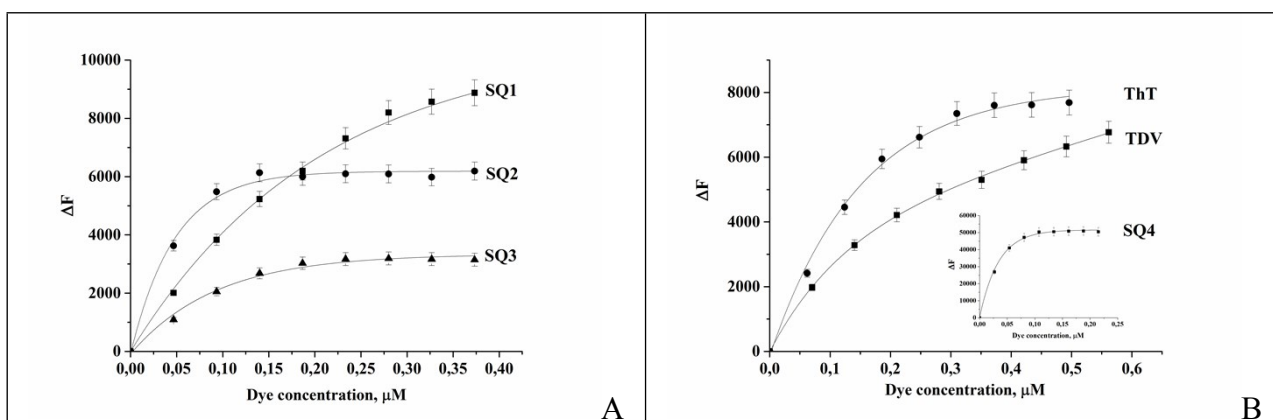 10000
8000
6000
4000
2000
0
ΔF
SQ1
SQ2
SQ3
0,00 0,05 0,10 0,15 0,20 0,25 0,30 0,35 0,40
Dye concentration, μM
A
8000
6000
4000
2000
0
ΔF
ThT
TDV
SQ4
60000
50000
40000
30000
20000
10000
0
ΔF
0,00 0,05 0,10 0,15 0,20 0,25
Dye concentration, μM
0,0 0,1 0,2 0,3 0,4 0,5 0,6
Dye concentration, μM
B